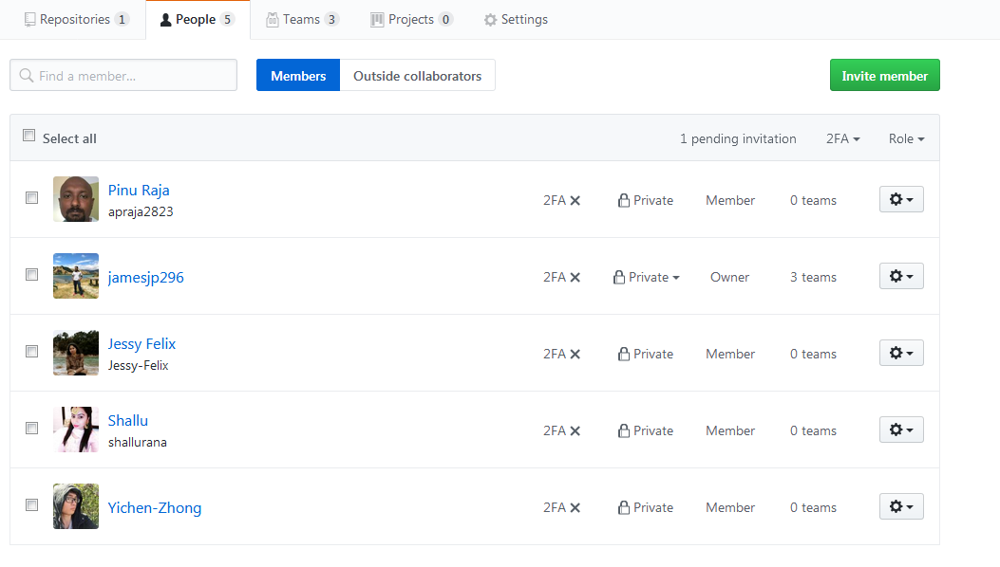 Repositories 1 People 5 Teams 3 Projects 0 Settings
Find a member... Members Outside collaborators Invite member
Select all 1 pending invitation 2FA Role
Pinu Raja
apraja2823
2FA Private Member 0 teams
jamesjp296 2FA Private Owner 3 teams
Jessy Felix
Jessy-Felix
2FA Private Member 0 teams
Shallu
shallurana
2FA Private Member 0 teams
Yichen-Zhong 2FA Private Member 0 teams